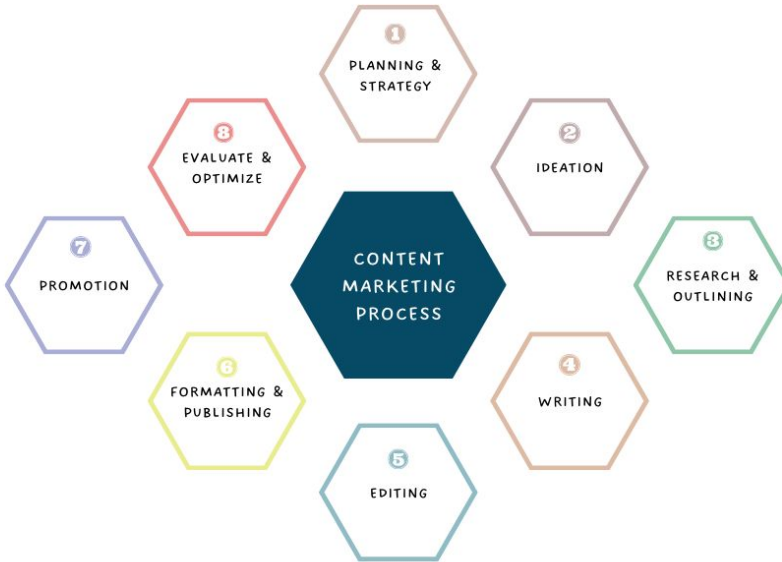 1
PLANNING &
STRATEGY
2
IDEATION
3
RESEARCH &
OUTLINING
4
WRITING
5
EDITING
6
FORMATTING &
PUBLISHING
7
PROMOTION
8
EVALUATE &
OPTIMIZE
CONTENT
MARKETING
PROCESS